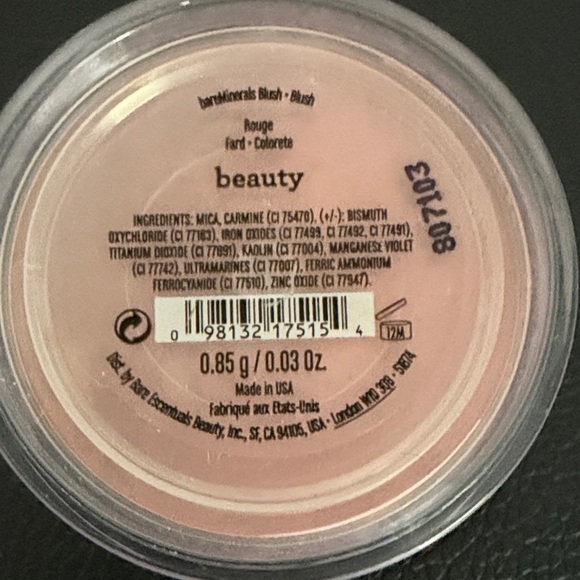 bareMinerals Blush • Blush
Rouge
Fard • Colorete
beauty
INGREDIENTS: MICA, CARMINE (CI 75470). (+/-): BISMUTH
OXYCHLORIDE (CI 77163), IRON OXIDES (CI 77499, CI 77492, CI 77491),
TITANIUM DIOXIDE (CI 77891), KAOLIN (CI 77004), MANGANESE VIOLET
(CI 77742), ULTRAMARINES (CI 77007), FERRIC AMMONIUM
FERROCYANIDE (CI 77510), ZINC OXIDE (CI 77947).
807103
0 98132 17515 4
12M
0.85 g / 0.03 Oz.
Made in USA
Fabriqué aux Etats-Unis
Dist. by Bare Escentuals Beauty, Inc., SF, CA 94105, USA • London W10 • 51874